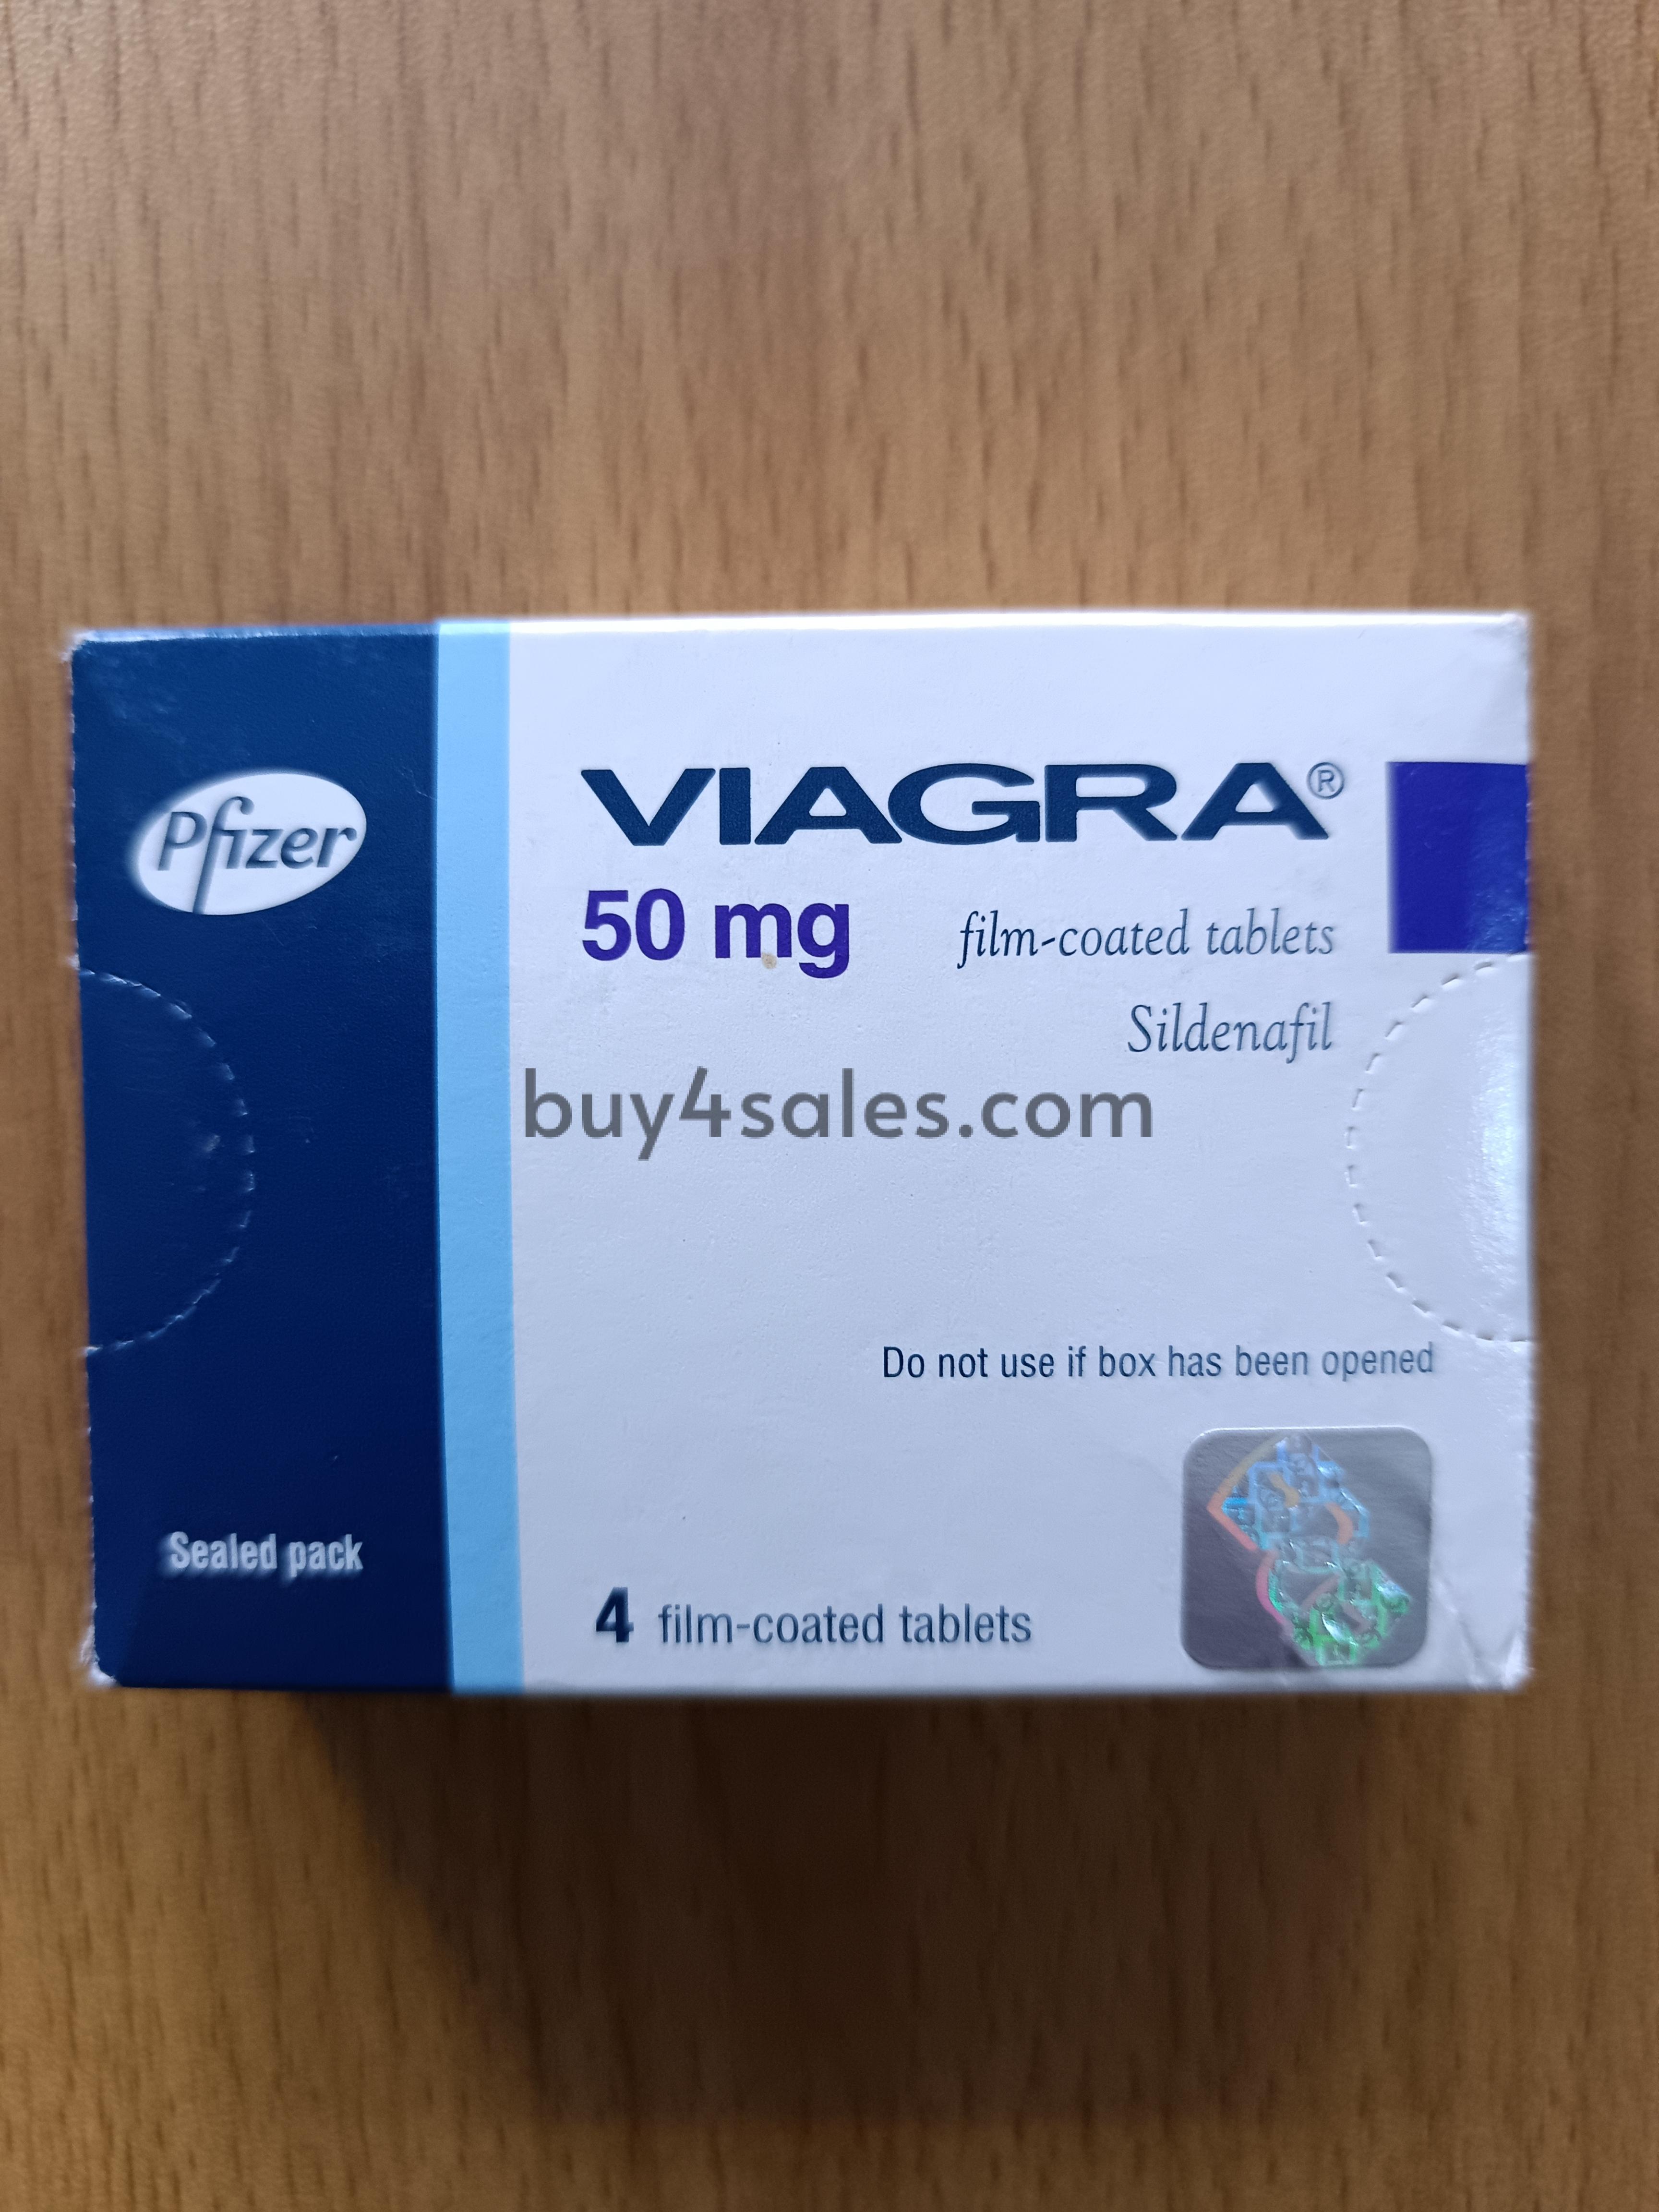 Pfizer
VIAGRA®
50 mg film-coated tablets
Sildenafil
buy4sales.com
Do not use if box has been opened
Sealed pack
4 film-coated tablets